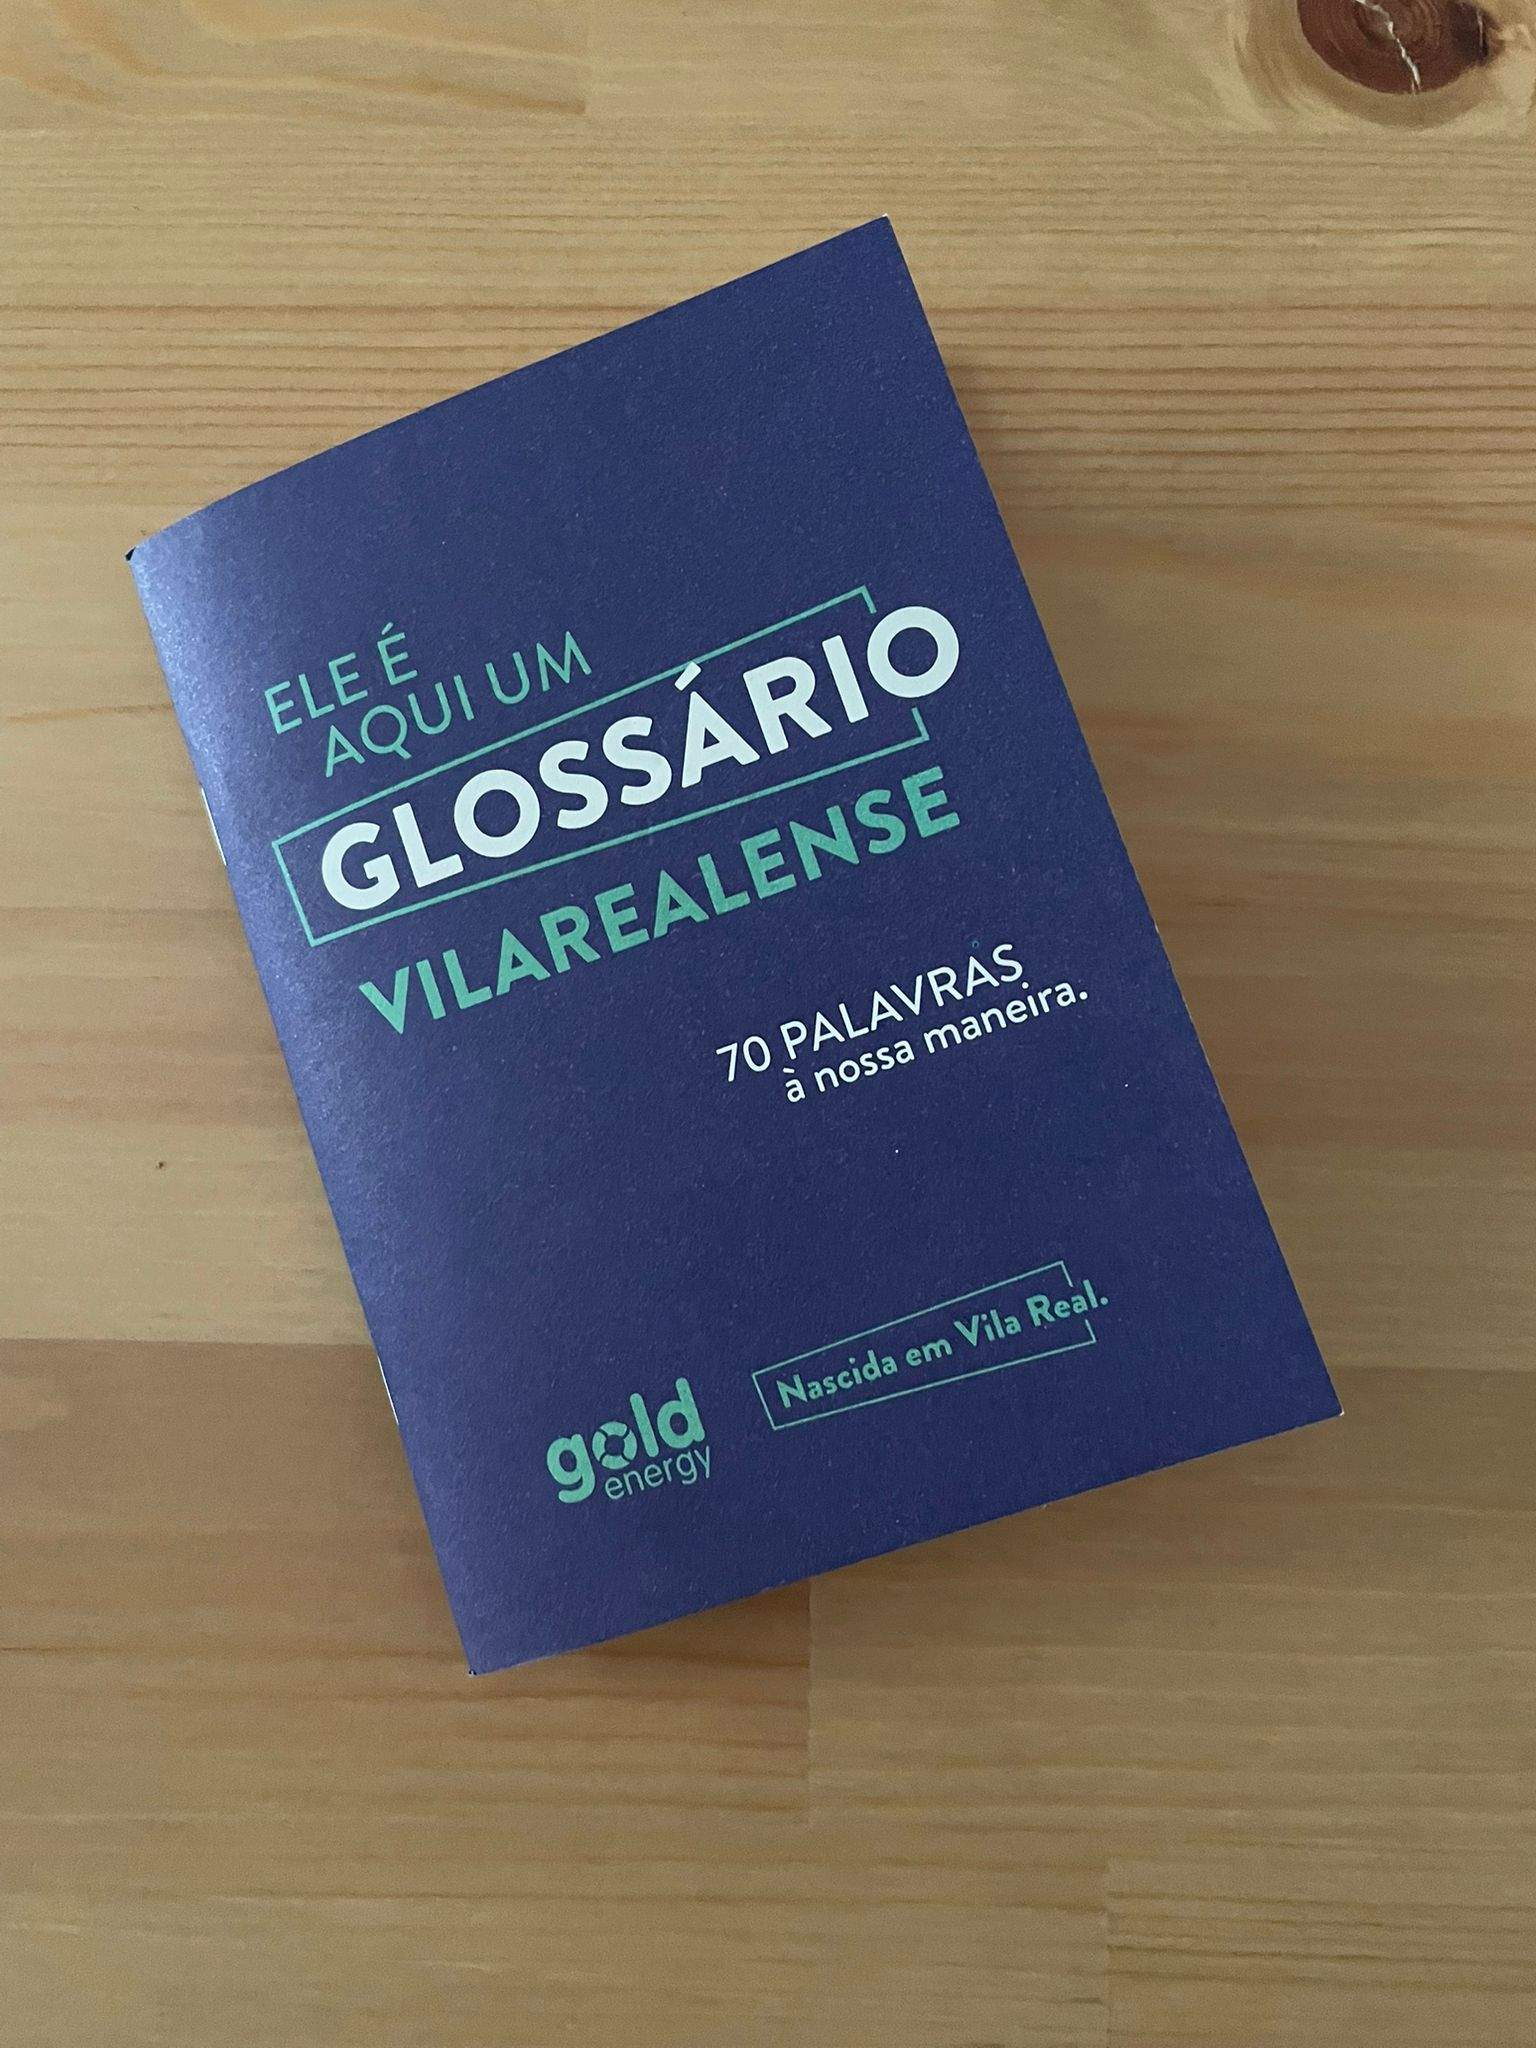 ELE É
AQUI UM
GLOSSÁRIO
VILAREALENSE
70 PALAVRAS
à nossa maneira.
gold
energy
Nascida em Vila Real.